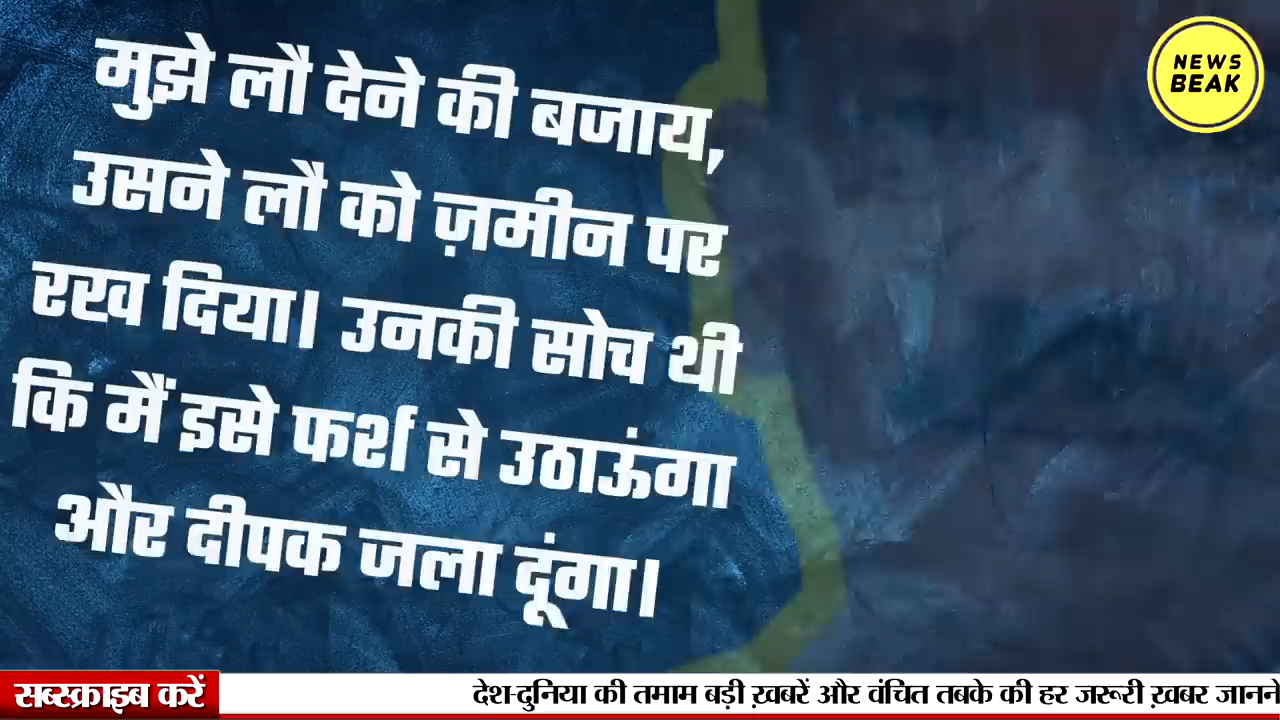 मुझे लौ देने की बजाय,
उसने लौ को ज़मीन पर
रख दिया। उनकी सोच थी
कि मैं इसे फर्श से उठाऊंगा
और दीपक जला दूंगा।
NEWS
BEAK
सब्स्क्राइब करें
देश-दुनिया की तमाम बड़ी ख़बरें और वंचित तबके की हर जरूरी ख़बर जानने